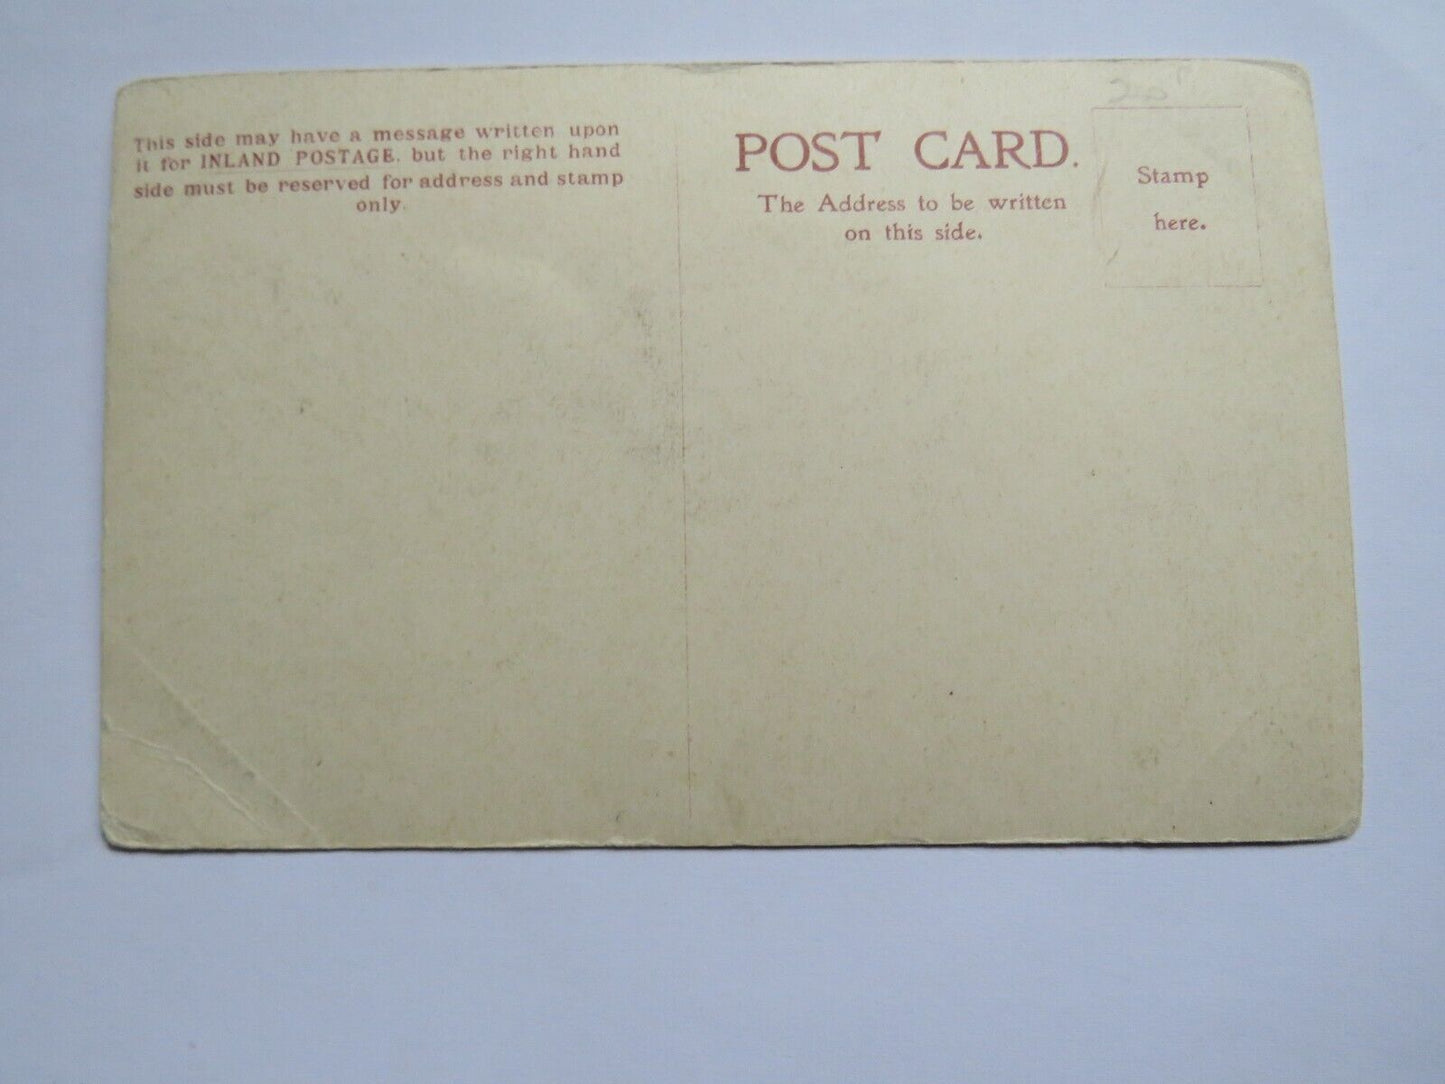 This side may have a message written upon
it for INLAND POSTAGE. but the right hand
side must be reserved for address and stamp
only.
POST CARD.
The Address to be written
on this side.
Stamp
here.